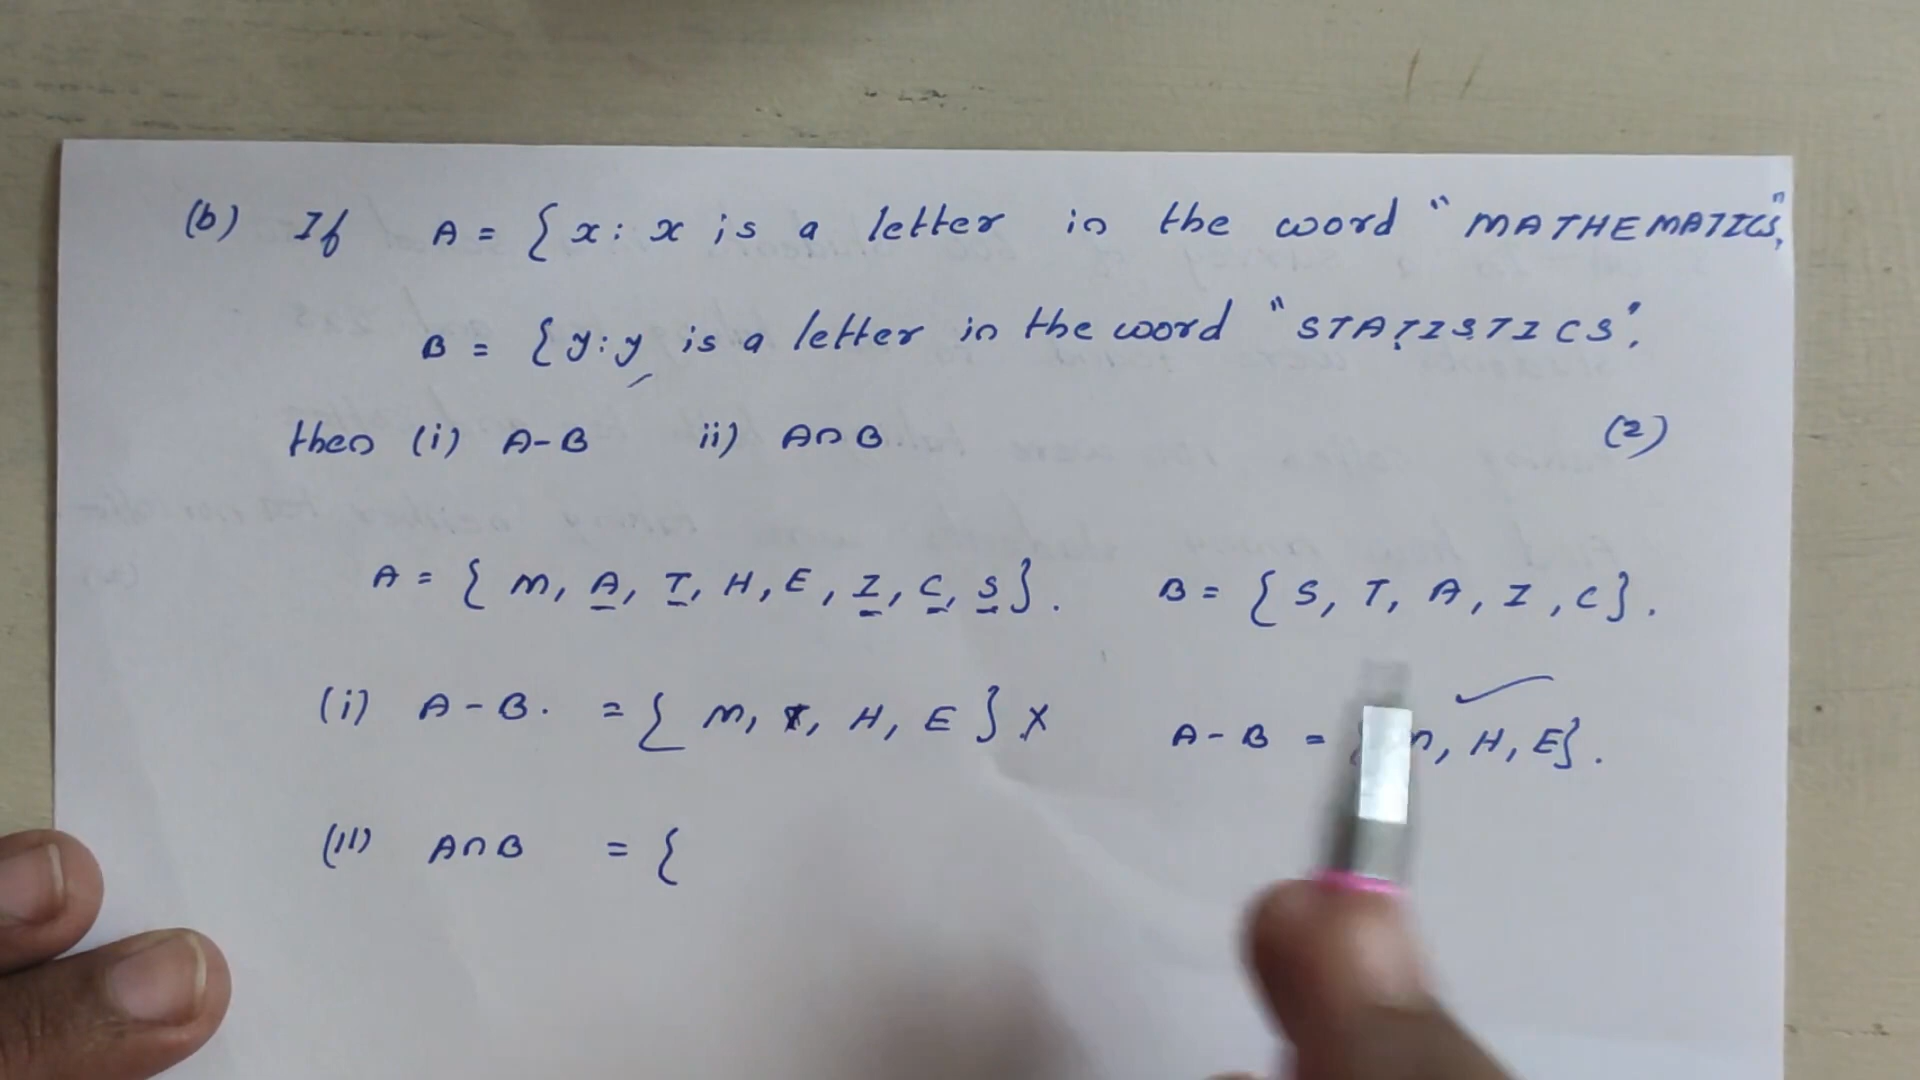 (b) If A = { x : x is a letter in the word "MATHEMATICS",
B = { y : y is a letter in the word "STATISTICS".
then (i) A-B ii) A∩B (2)
A = { M, A, T, H, E, I, C, S }. B = { S, T, A, I, C }.
(i) A-B. = { M, H, E } X A-B = { M, H, E }.
(ii) A∩B = {